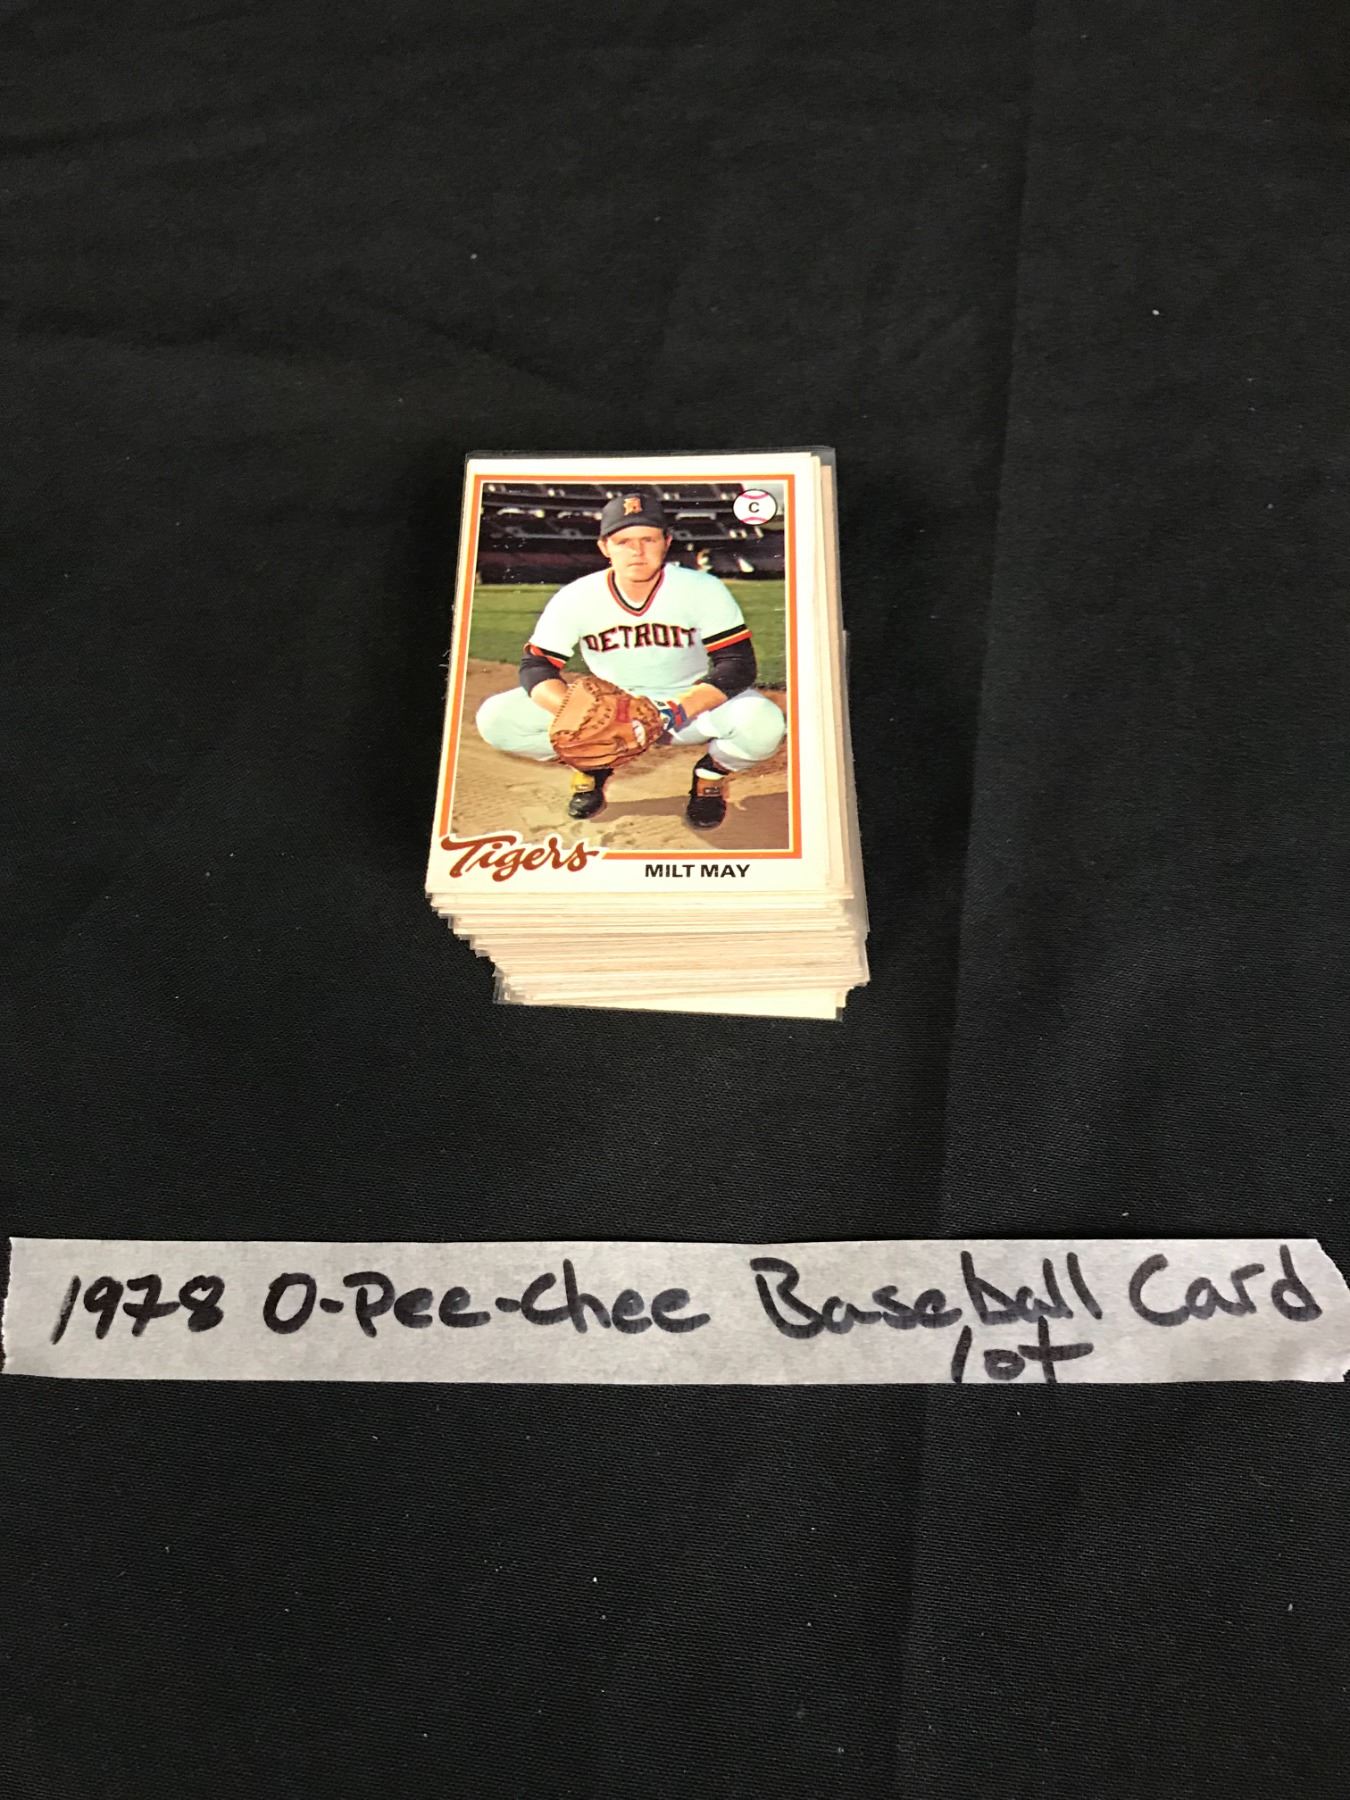 C
DETROIT
Tigers
MILT MAY
1978 O-Pee-Chee Baseball Card
lot